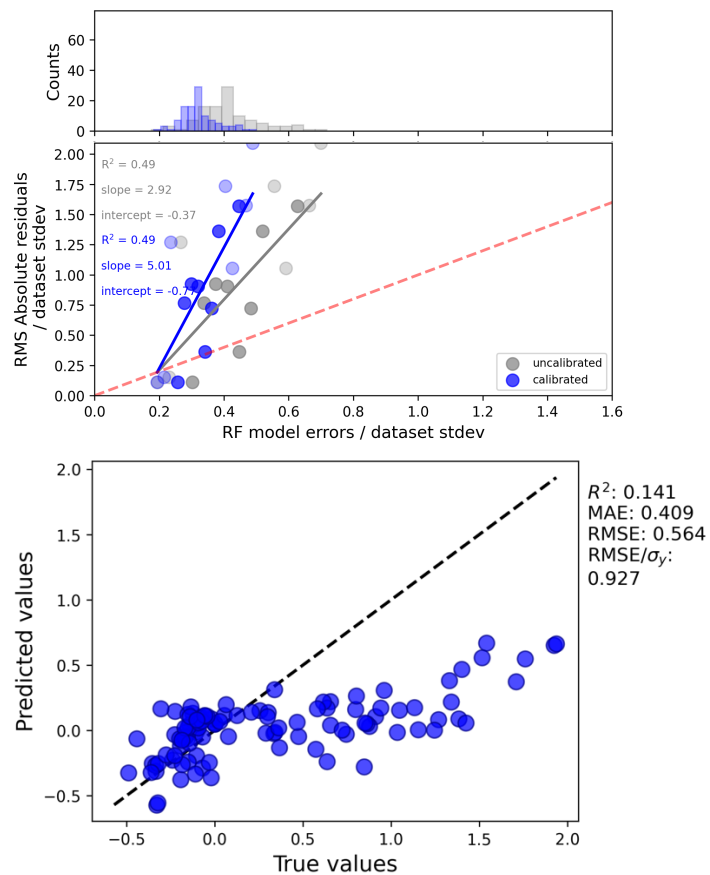 80
60
40
20
0
Counts
2.00
1.75
1.50
1.25
1.00
0.75
0.50
0.25
0.00
RMS Absolute residuals
/ dataset stdev
R² = 0.49
slope = 2.92
intercept = -0.37
R² = 0.49
slope = 5.01
intercept = -0.77
uncalibrated
calibrated
0.0 0.2 0.4 0.6 0.8 1.0 1.2 1.4 1.6
RF model errors / dataset stdev
2.0
1.5
1.0
0.5
0.0
−0.5
Predicted values
R²: 0.141
MAE: 0.409
RMSE: 0.564
RMSE/σy:
0.927
−0.5 0.0 0.5 1.0 1.5 2.0
True values